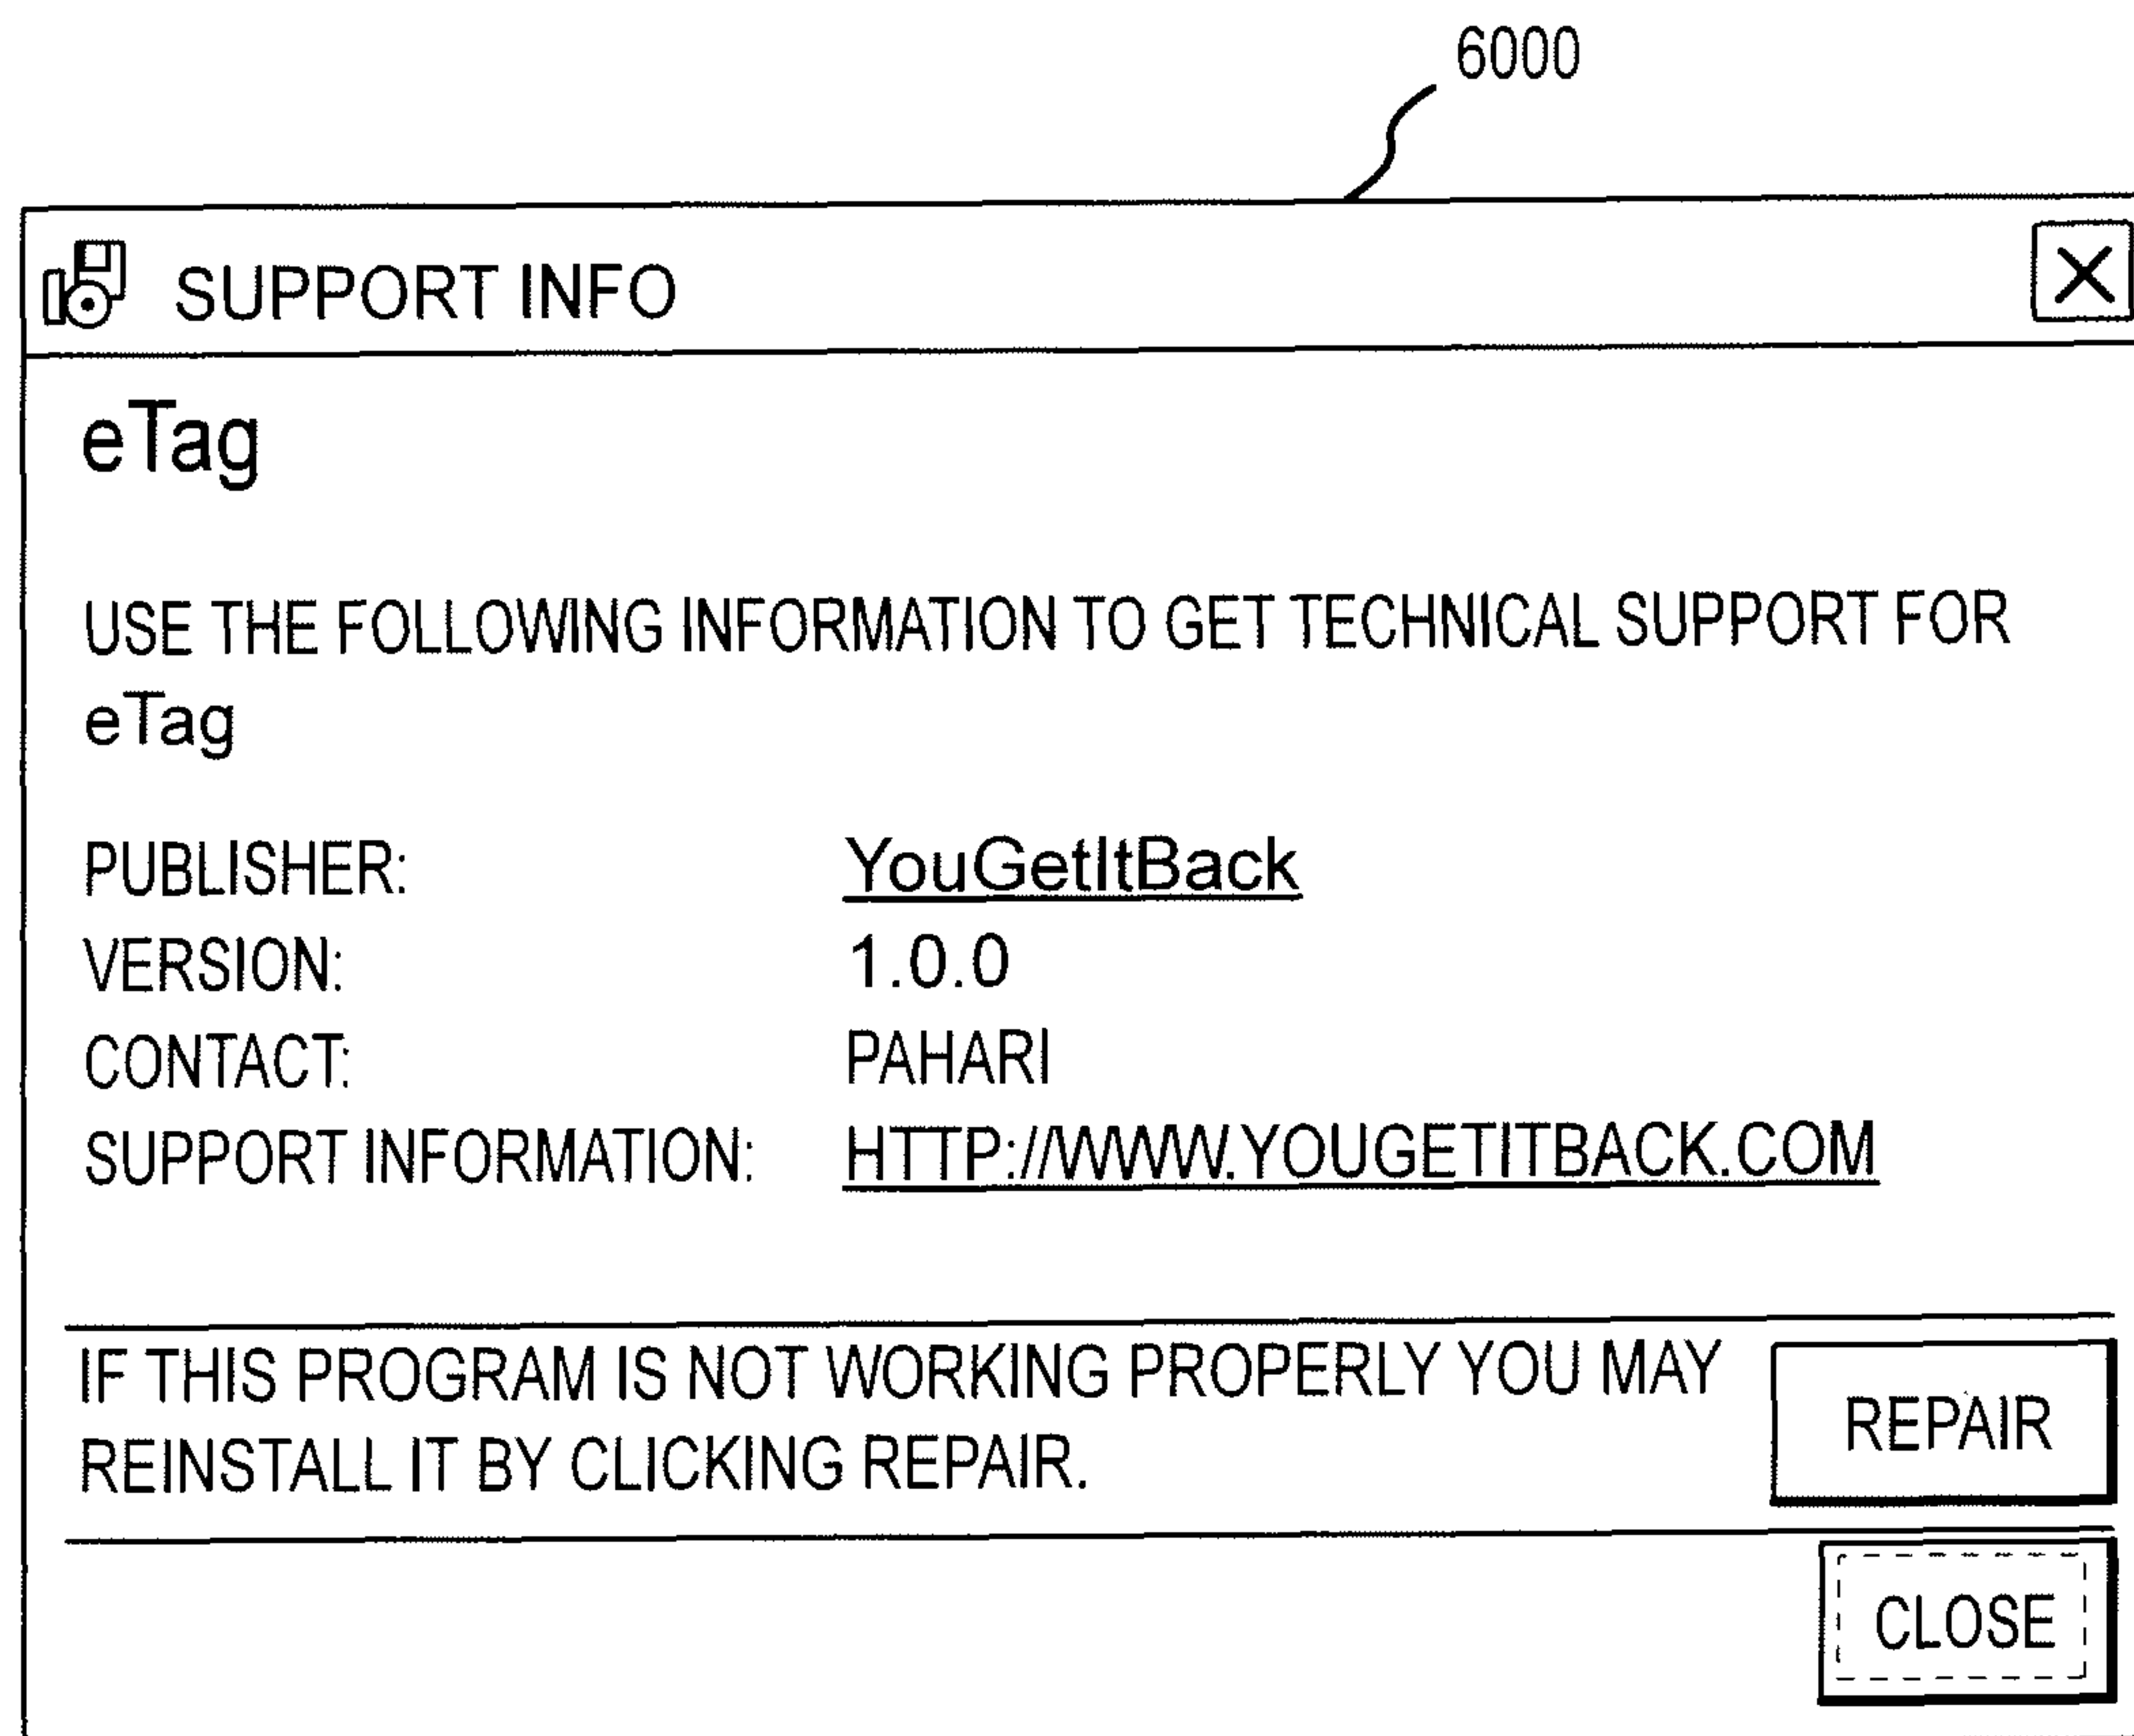 6000
SUPPORT INFO
eTag
USE THE FOLLOWING INFORMATION TO GET TECHNICAL SUPPORT FOR
eTag
PUBLISHER: YouGetItBack
VERSION: 1.0.0
CONTACT: PAHARI
SUPPORT INFORMATION: HTTP://WWW.YOUGETITBACK.COM
IF THIS PROGRAM IS NOT WORKING PROPERLY YOU MAY
REINSTALL IT BY CLICKING REPAIR.
REPAIR
CLOSE